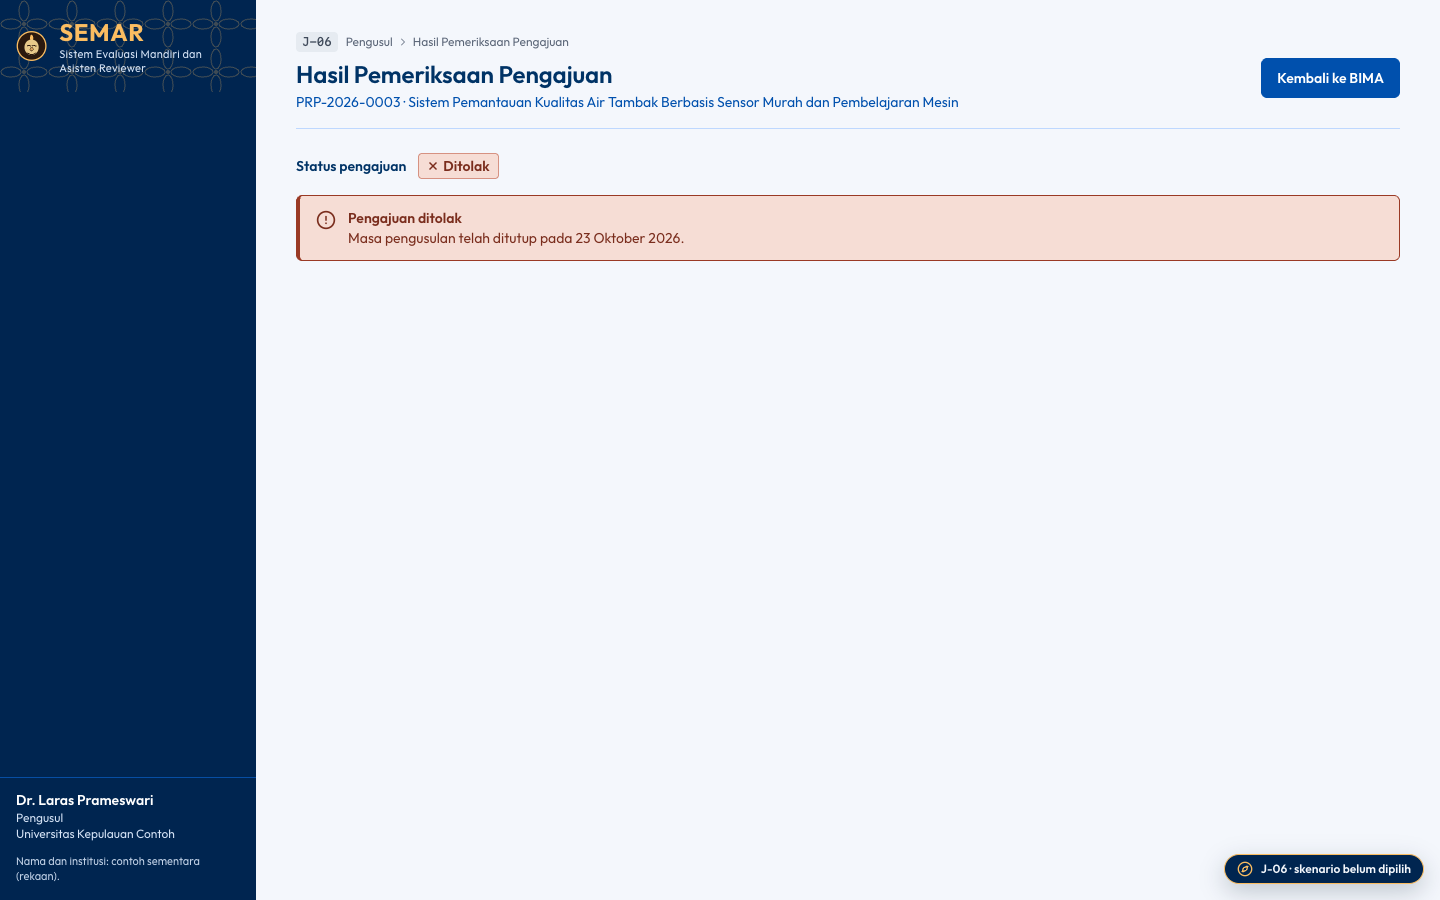 SEMAR
Sistem Evaluasi Mandiri dan
Asisten Reviewer
J-06 Pengusul > Hasil Pemeriksaan Pengajuan
Hasil Pemeriksaan Pengajuan
PRP-2026-0003 · Sistem Pemantauan Kualitas Air Tambak Berbasis Sensor Murah dan Pembelajaran Mesin
Kembali ke BIMA
Status pengajuan × Ditolak
Pengajuan ditolak
Masa pengusulan telah ditutup pada 23 Oktober 2026.
Dr. Laras Prameswari
Pengusul
Universitas Kepulauan Contoh
Nama dan institusi: contoh sementara
(rekaan).
J-06 · skenario belum dipilih